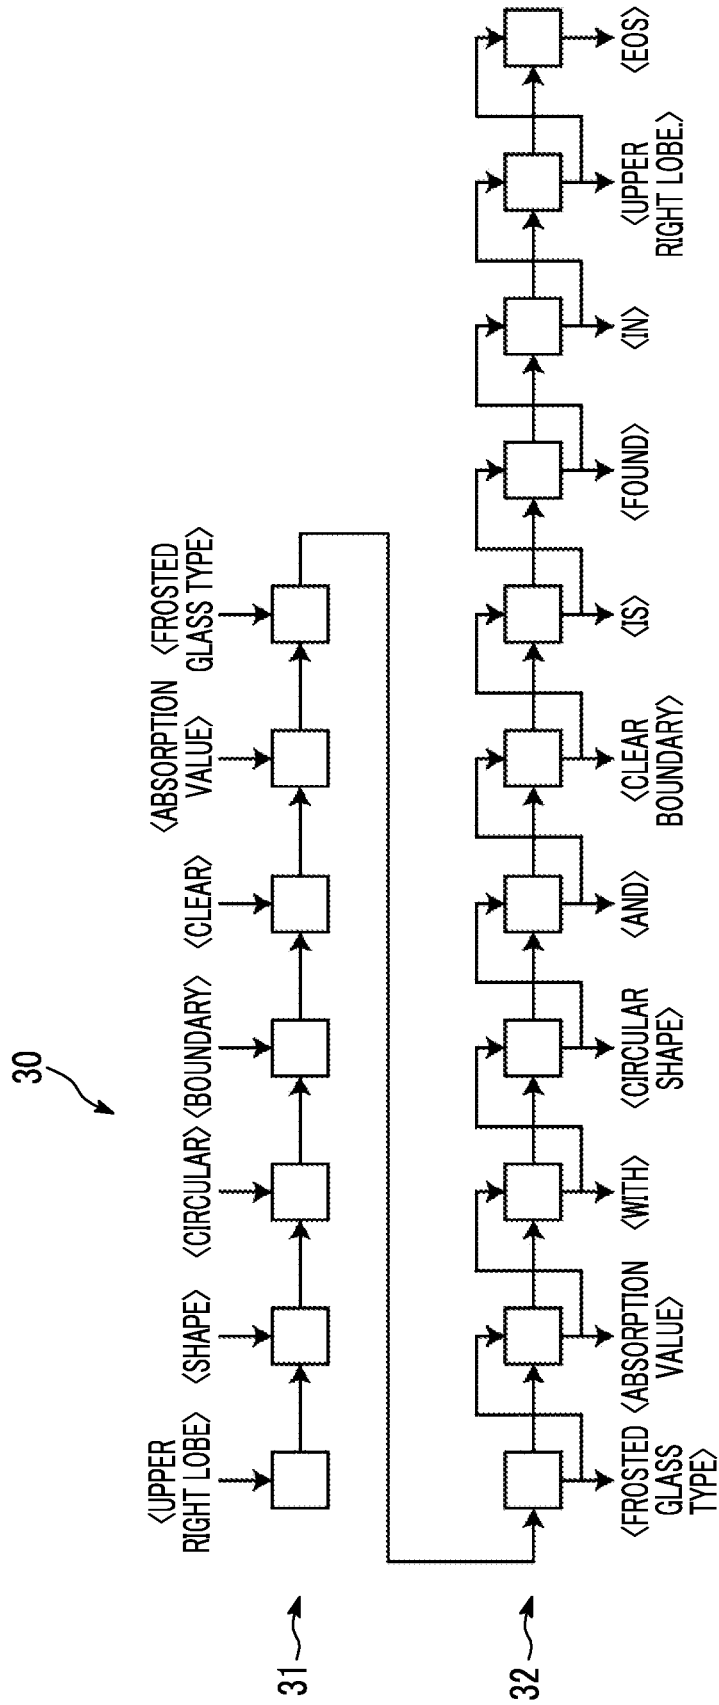 30
31
<UPPER
RIGHT LOBE>
<SHAPE>
<CIRCULAR>
<BOUNDARY>
<CLEAR>
<ABSORPTION
VALUE>
<FROSTED
GLASS TYPE>
32
<FROSTED
GLASS
TYPE>
<ABSORPTION
VALUE>
<WITH>
<CIRCULAR
SHAPE>
<AND>
<CLEAR
BOUNDARY>
<IS>
<FOUND>
<IN>
<UPPER
RIGHT LOBE.>
<EOS>